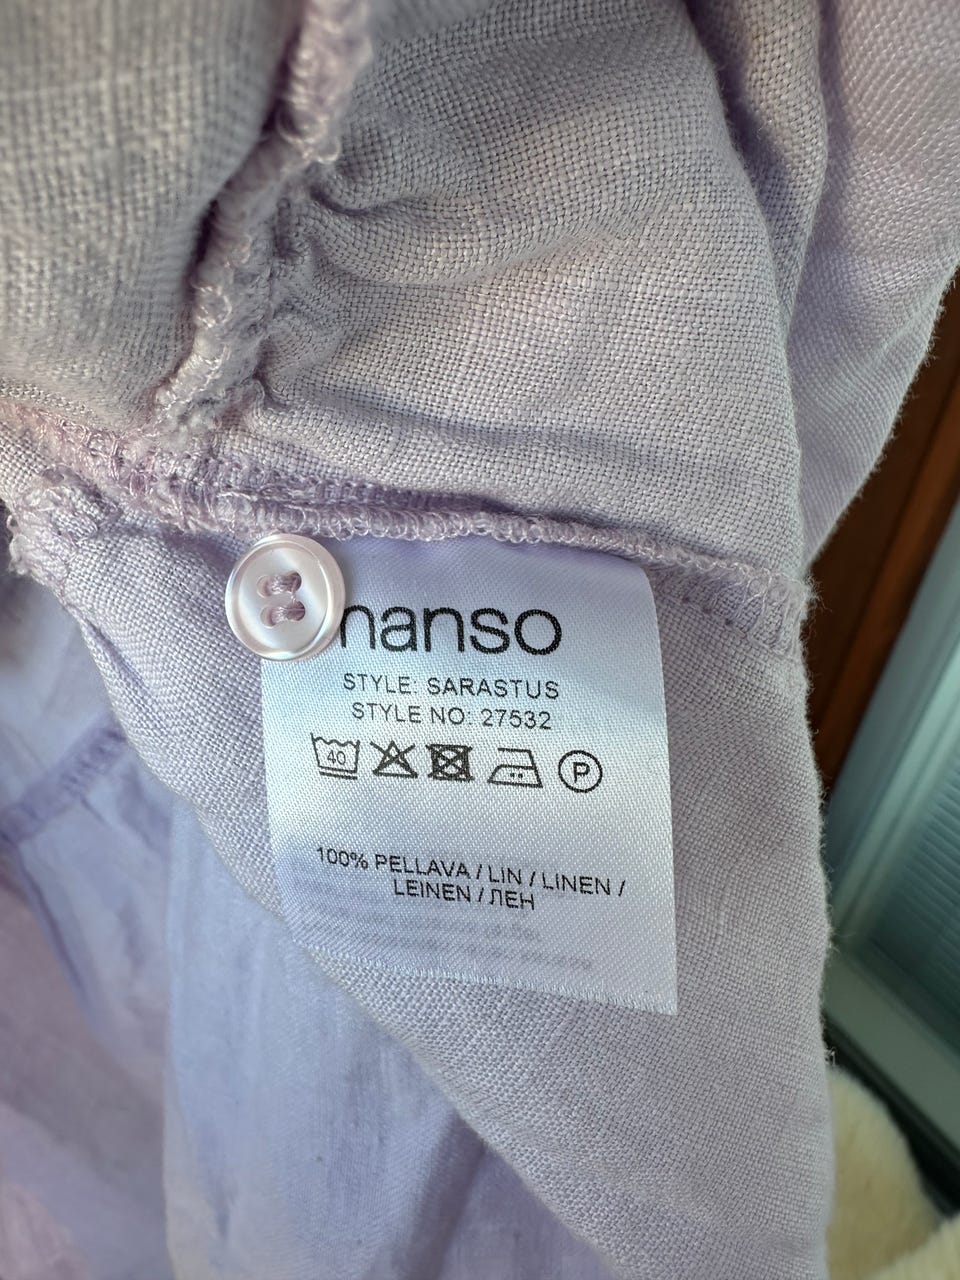 nanso
STYLE: SARASTUS
STYLE NO: 27532
40
P
100% PELLAVA / LIN / LINEN /
LEINEN / ЛЕН